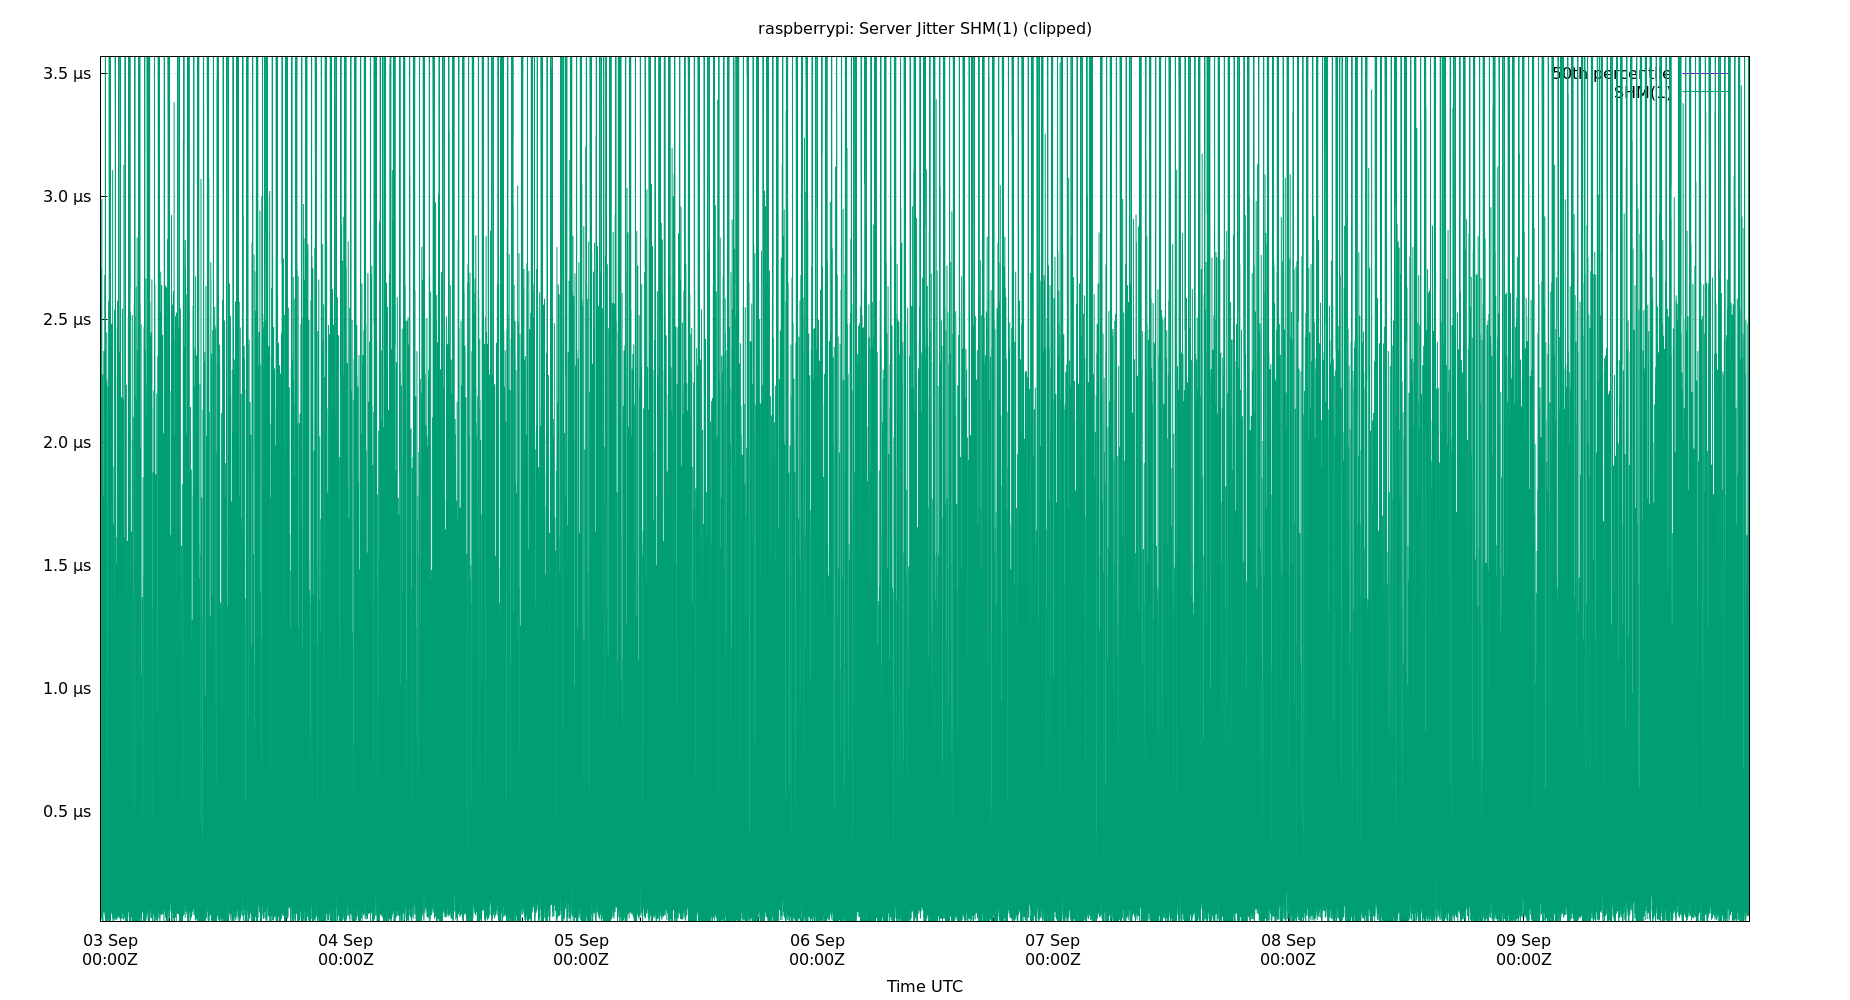 raspberrypi: Server Jitter SHM(1) (clipped)
3.5 µs
50th percentile
SHM(1)
3.0 µs
2.5 µs
2.0 µs
1.5 µs
1.0 µs
0.5 µs
03 Sep 04 Sep 05 Sep 06 Sep 07 Sep 08 Sep 09 Sep
00:00Z 00:00Z 00:00Z 00:00Z 00:00Z 00:00Z 00:00Z
Time UTC